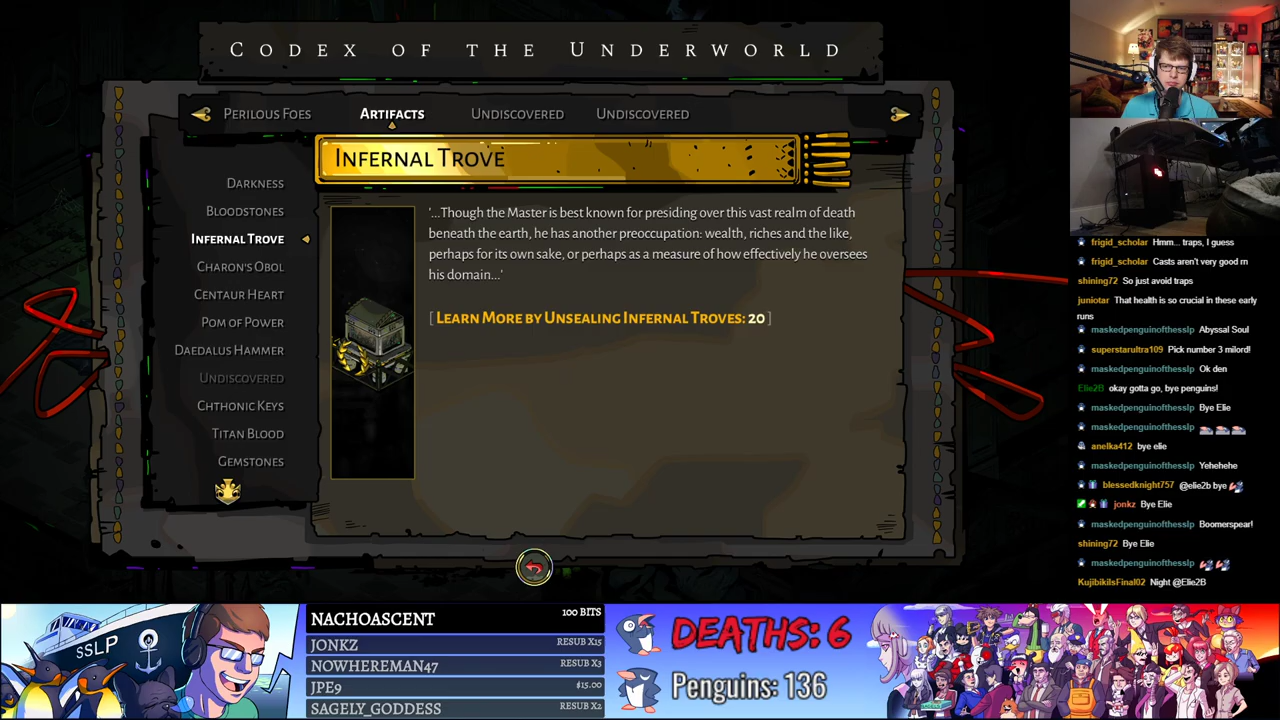 CODEX OF THE UNDERWORLD
PERILOUS FOES
ARTIFACTS
UNDISCOVERED
UNDISCOVERED
INFERNAL TROVE
DARKNESS
BLOODSTONES
INFERNAL TROVE
CHARON'S OBOL
CENTAUR HEART
POM OF POWER
DAEDALUS HAMMER
UNDISCOVERED
CHTHONIC KEYS
TITAN BLOOD
GEMSTONES
'...Though the Master is best known for presiding over this vast realm of death
beneath the earth, he has another preoccupation: wealth, riches and the like,
perhaps for its own sake, or perhaps as a measure of how effectively he oversees
his domain...'
[ LEARN MORE BY UNSEALING INFERNAL TROVES: 20 ]
frigid_scholar Hmm... traps, I guess
frigid_scholar Casts aren't very good rn
shining72 So just avoid traps
juniotar That health is so crucial in these early
runs
maskedpenguinofthesslp Abyssal Soul
superstarultra109 Pick number 3 milord!
maskedpenguinofthesslp Ok den
Elie2B okay gotta go, bye penguins!
maskedpenguinofthesslp Bye Elie
maskedpenguinofthesslp
anelka412 bye elie
maskedpenguinofthesslp Yehehehe
blessedknight757 @elie2b bye
jonkz Bye Elie
maskedpenguinofthesslp Boomerspear!
shining72 Bye Elie
maskedpenguinofthesslp
KujibikiIsFinal02 Night @Elie2B
SSLP
NACHOASCENT 100 BITS
JONKZ RESUB X15
NOWHEREMAN47 RESUB X3
JPE9 $15.00
SAGELY_GODDESS RESUB X2
DEATHS: 6
Penguins: 136